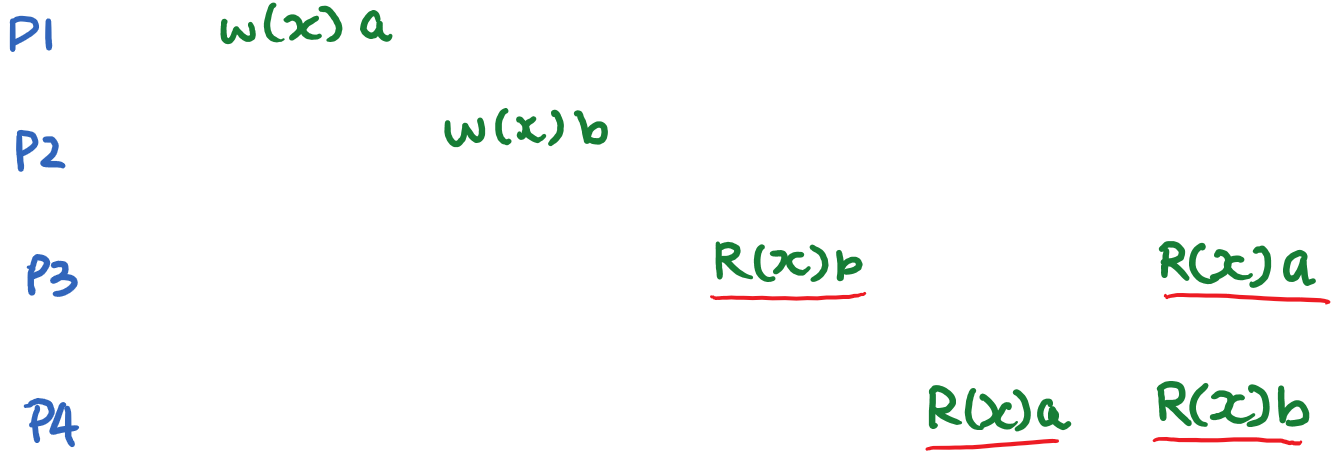 P1 w(x) a
P2 w(x) b
P3 R(x) b R(x) a
P4 R(x) a R(x) b